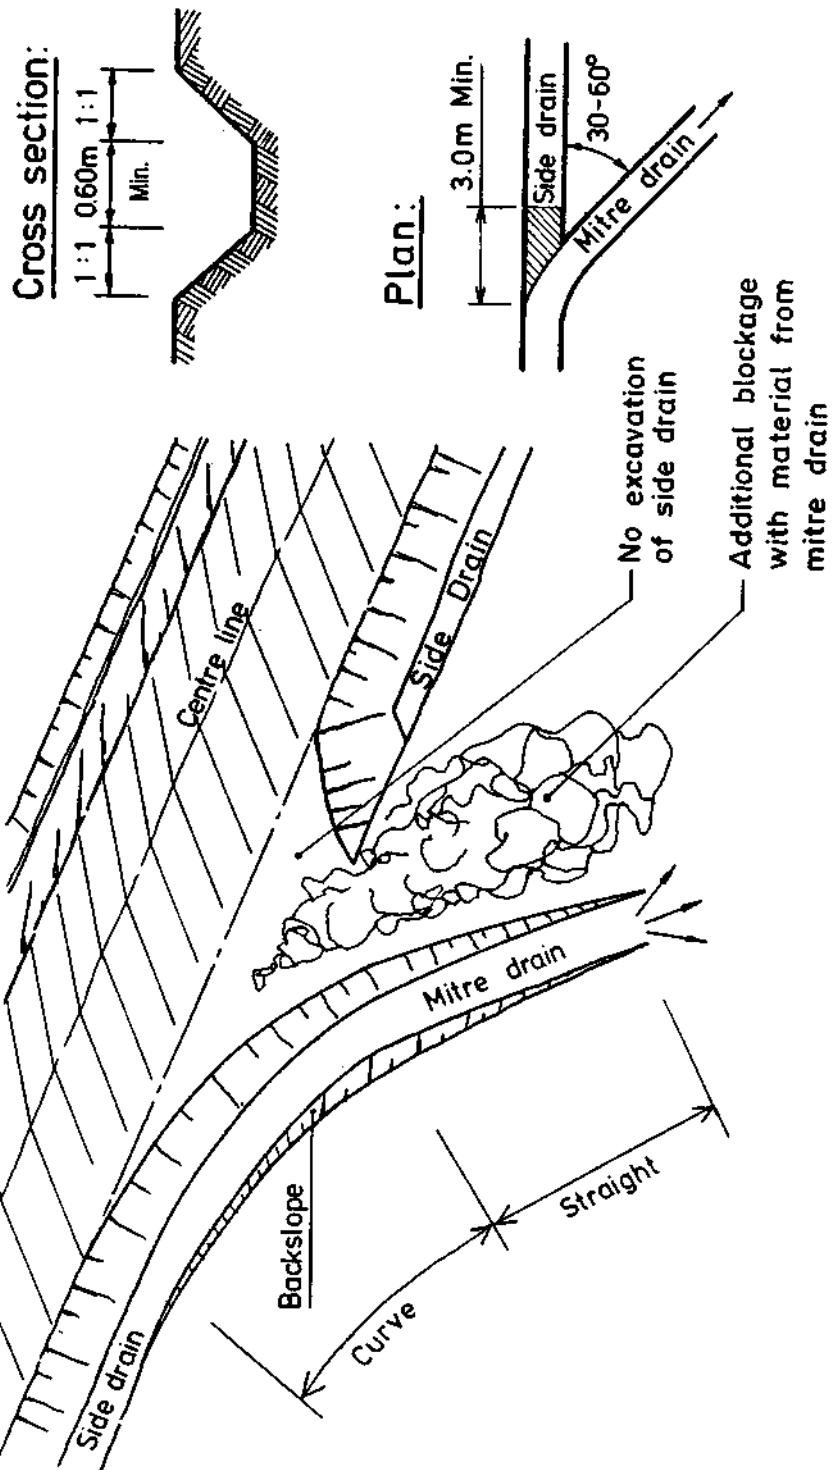 Cross section:
1:1 0.60m 1:1
Min.
Plan:
3.0m Min.
Side drain
30-60°
Mitre drain
Centre line
Side Drain
No excavation
of side drain
Additional blockage
with material from
mitre drain
Mitre drain
Backslope
Side drain
Curve
Straight